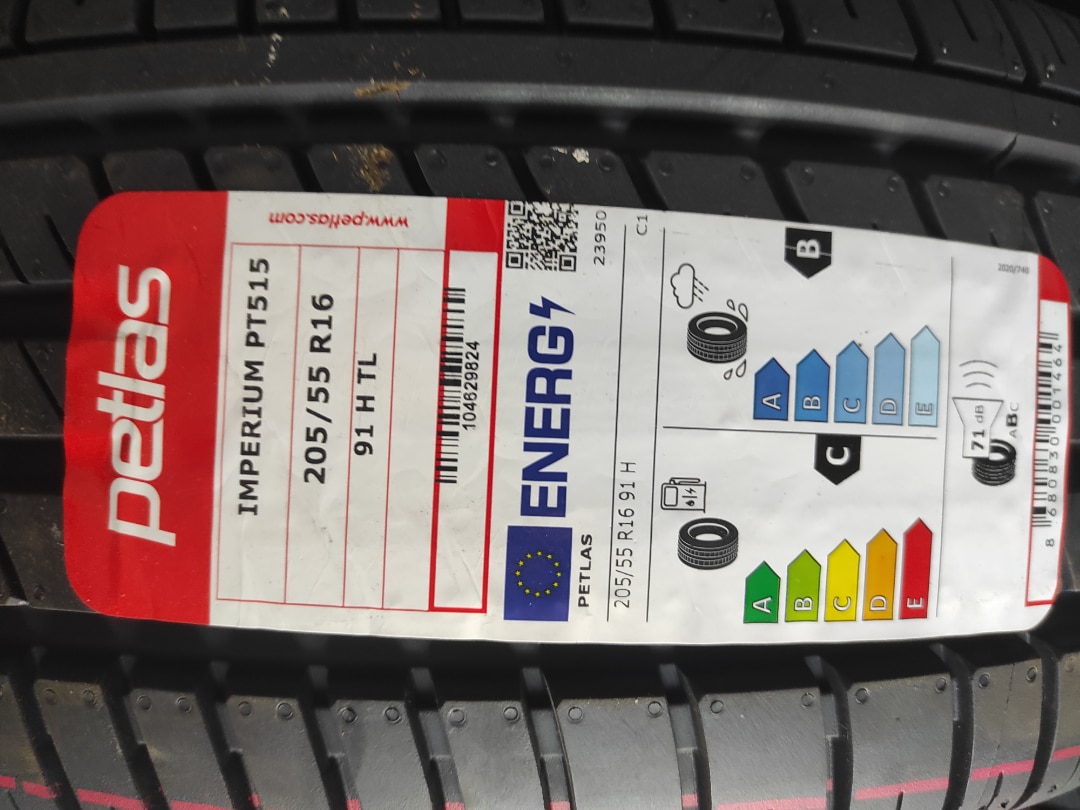 petlas
IMPERIUM PT515
205/55 R16
91 H TL
www.petlas.com
104629824
ENERG
23950
PETLAS
205/55 R16 91 H
C1
A
B
C
D
E
C
A
B
C
D
E
B
71 dB
ABC
2020/740
8 680830 001464